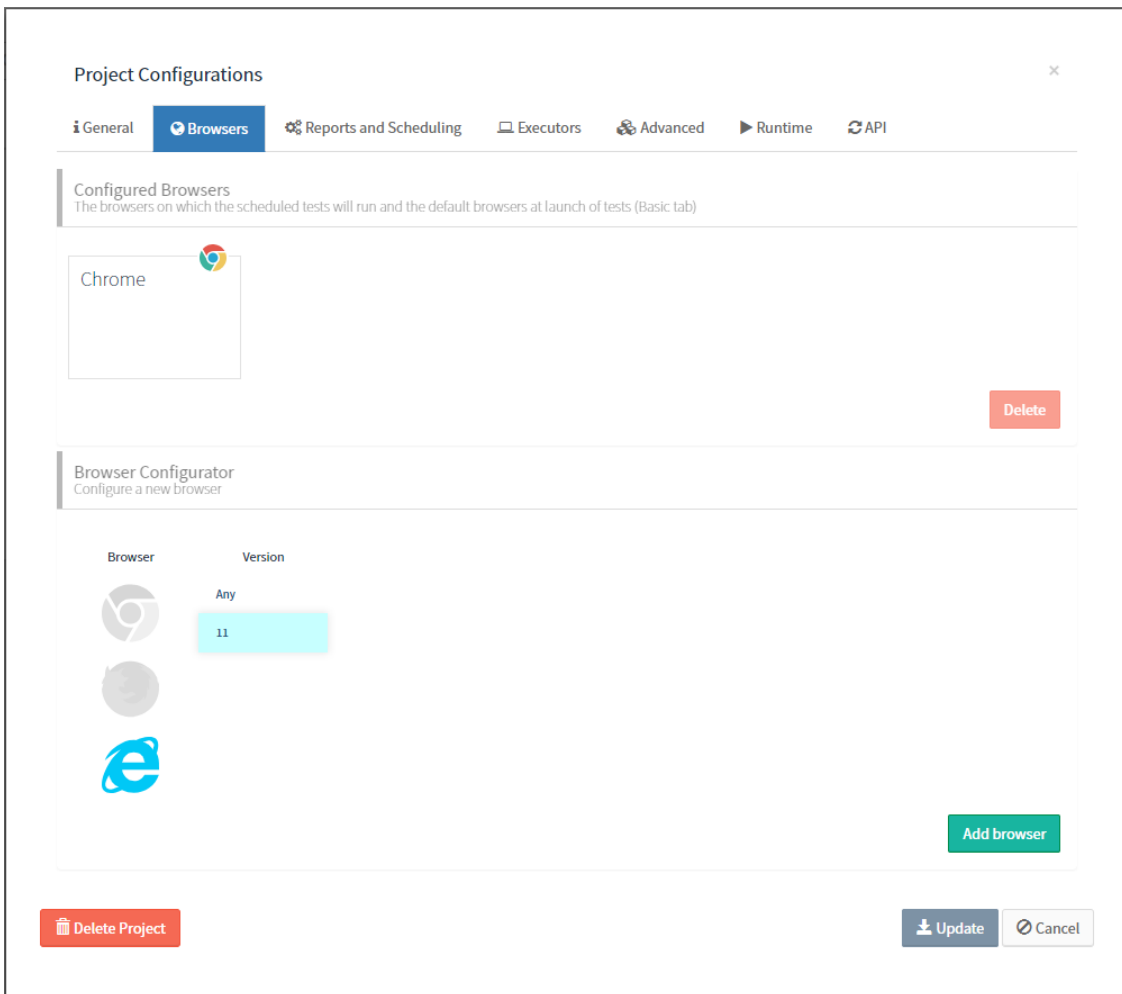 Project Configurations
×
General Browsers Reports and Scheduling Executors Advanced Runtime API
Configured Browsers
The browsers on which the scheduled tests will run and the default browsers at launch of tests (Basic tab)
Chrome
Delete
Browser Configurator
Configure a new browser
Browser Version
Any
11
Add browser
Delete Project Update Cancel